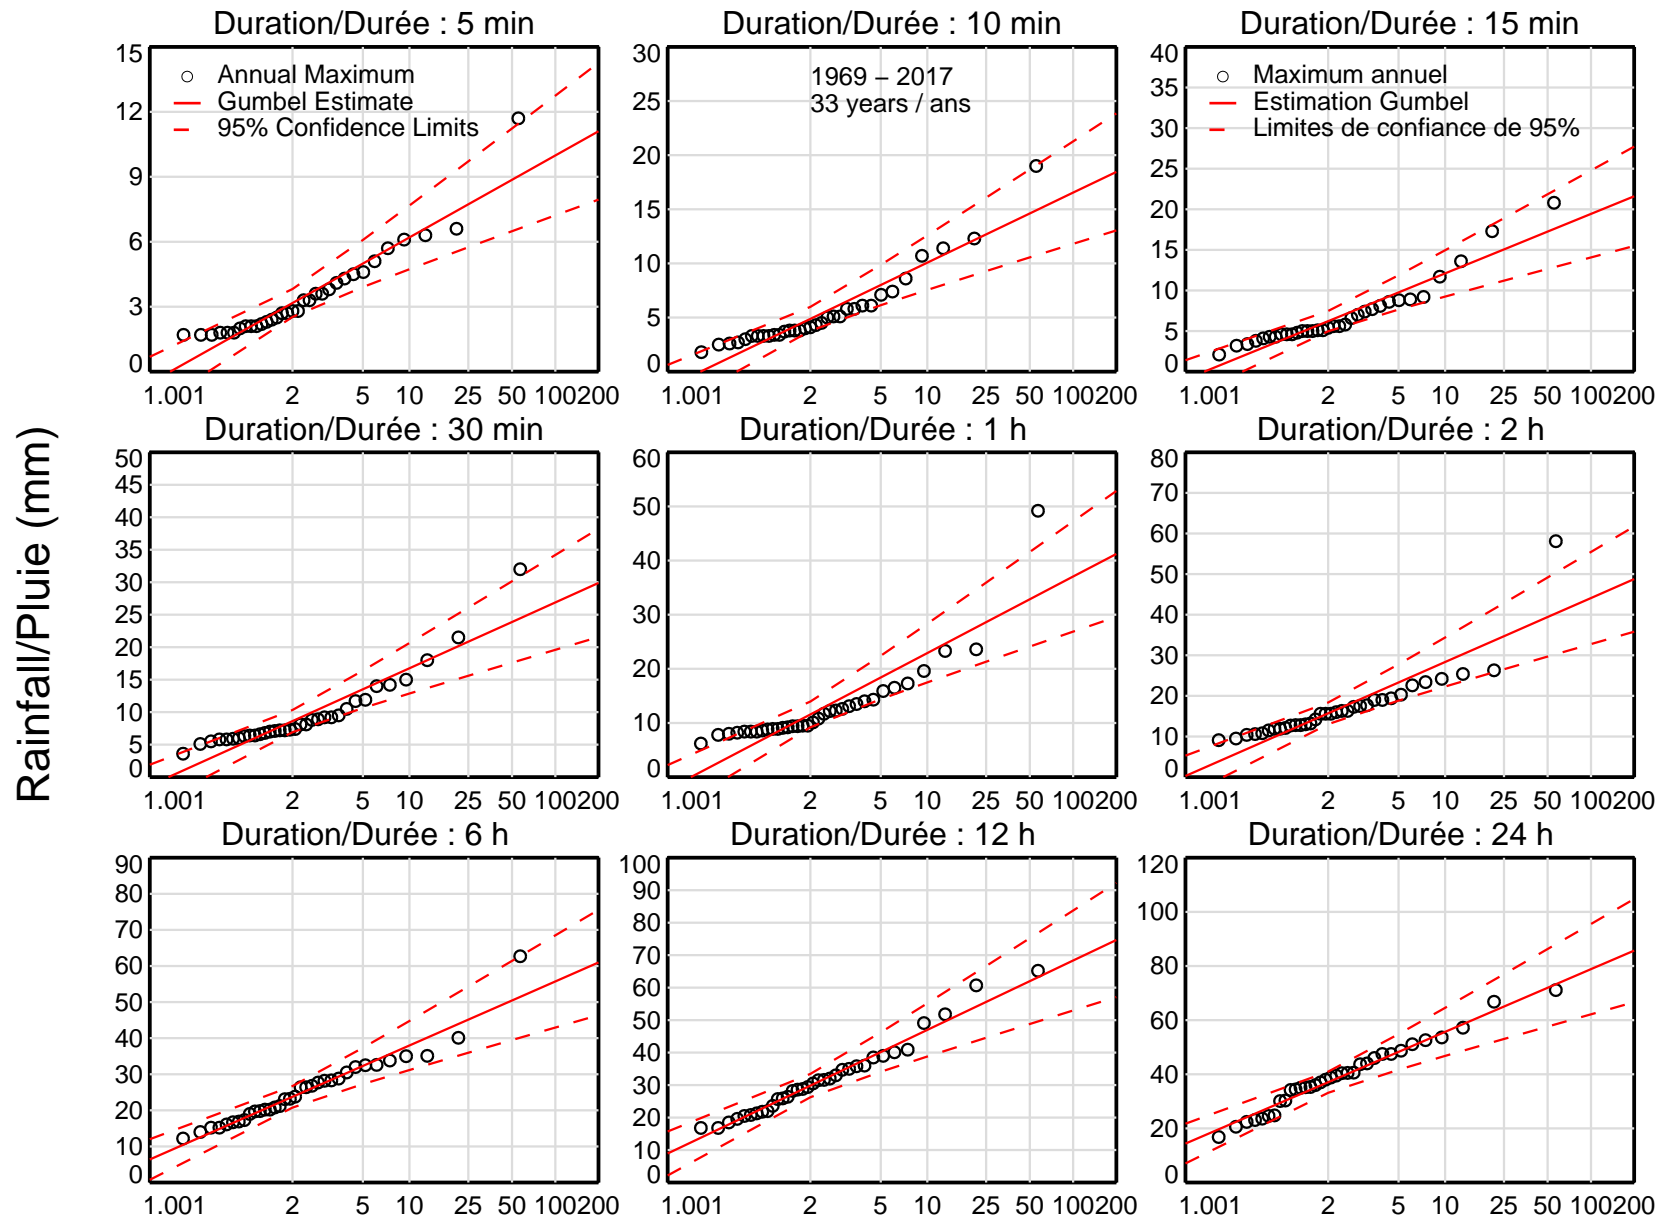 Duration/Durée : 5 min
Duration/Durée : 10 min
Duration/Durée : 15 min
15
12
9
6
3
0
Annual Maximum
Gumbel Estimate
95% Confidence Limits
1.001 2 5 10 25 50 100200
30
25
20
15
10
5
0
1969 – 2017
33 years / ans
1.001 2 5 10 25 50 100200
40
35
30
25
20
15
10
5
0
Maximum annuel
Estimation Gumbel
Limites de confiance de 95%
1.001 2 5 10 25 50 100200
Rainfall/Pluie (mm)
Duration/Durée : 30 min
Duration/Durée : 1 h
Duration/Durée : 2 h
50
45
40
35
30
25
20
15
10
5
0
1.001 2 5 10 25 50 100200
60
50
40
30
20
10
0
1.001 2 5 10 25 50 100200
80
70
60
50
40
30
20
10
0
1.001 2 5 10 25 50 100200
Duration/Durée : 6 h
Duration/Durée : 12 h
Duration/Durée : 24 h
90
80
70
60
50
40
30
20
10
0
1.001 2 5 10 25 50 100200
100
90
80
70
60
50
40
30
20
10
0
1.001 2 5 10 25 50 100200
120
100
80
60
40
20
0
1.001 2 5 10 25 50 100200